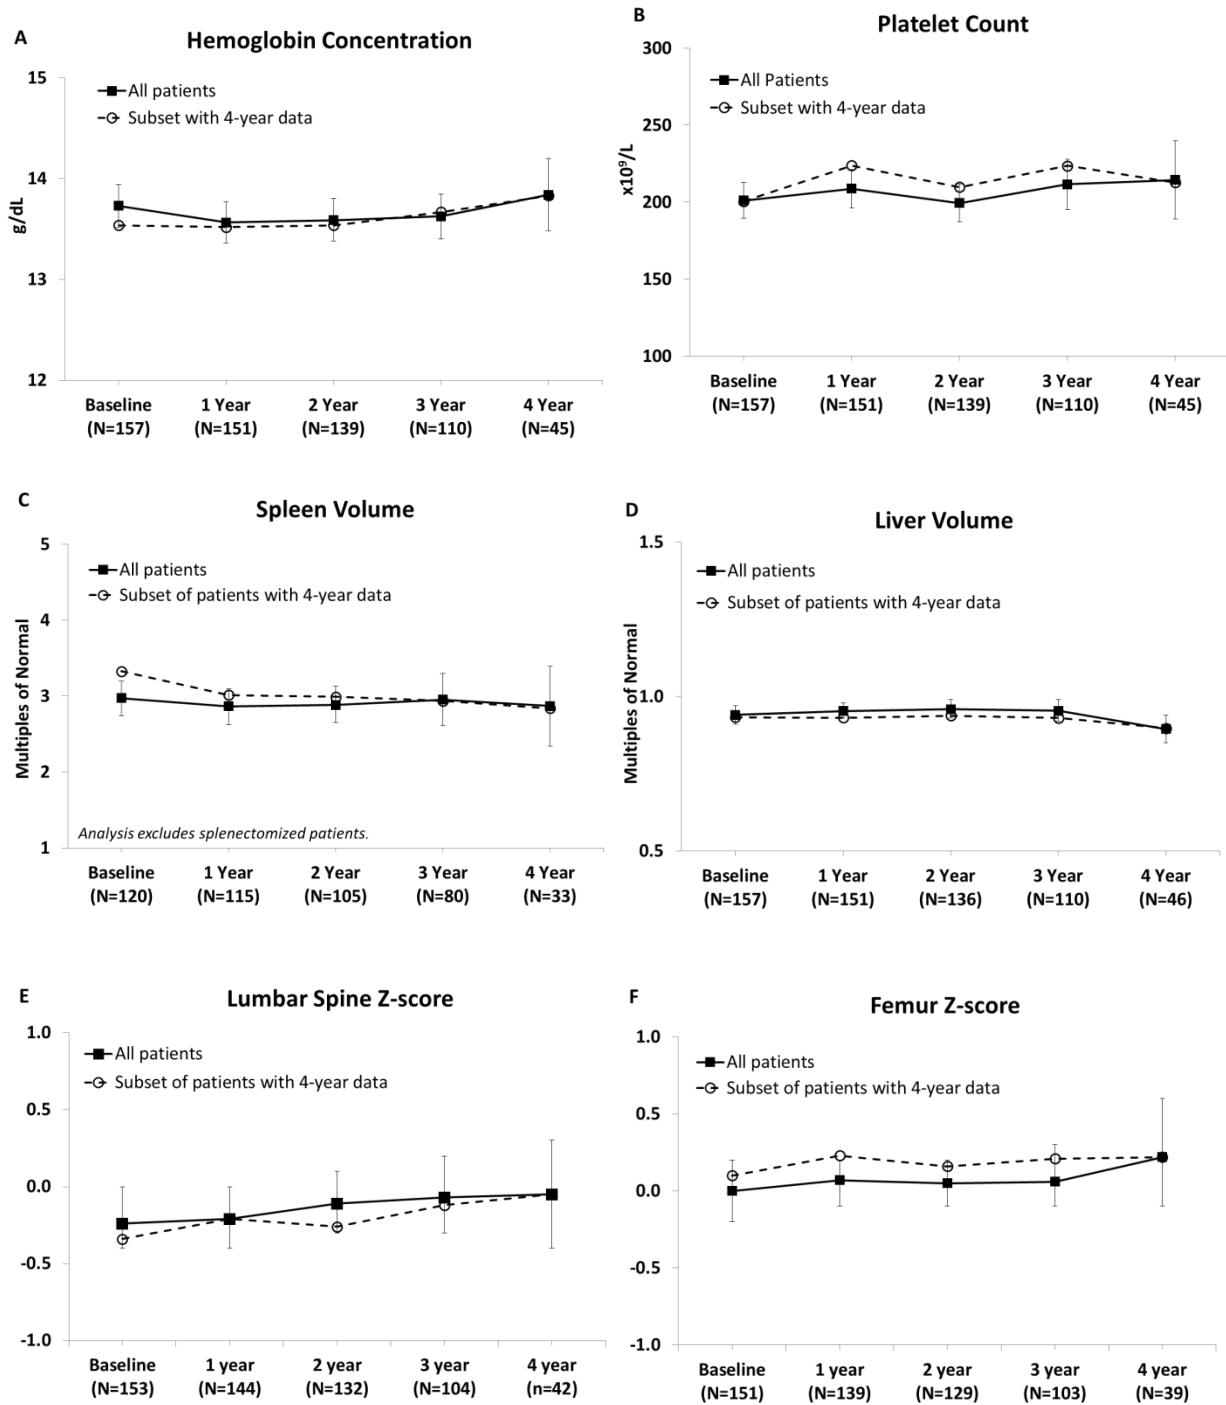 A
Hemoglobin Concentration
15
14
13
12
g/dL
All patients
Subset with 4-year data
Baseline 1 Year 2 Year 3 Year 4 Year
(N=157) (N=151) (N=139) (N=110) (N=45)
B
Platelet Count
300
250
200
150
100
x10⁹/L
All Patients
Subset with 4-year data
Baseline 1 Year 2 Year 3 Year 4 Year
(N=157) (N=151) (N=139) (N=110) (N=45)
C
Spleen Volume
5
4
3
2
1
Multiples of Normal
All patients
Subset of patients with 4-year data
Analysis excludes splenectomized patients.
Baseline 1 Year 2 Year 3 Year 4 Year
(N=120) (N=115) (N=105) (N=80) (N=33)
D
Liver Volume
1.5
1.0
0.5
Multiples of Normal
All patients
Subset of patients with 4-year data
Baseline 1 Year 2 Year 3 Year 4 Year
(N=157) (N=151) (N=136) (N=110) (N=46)
E
Lumbar Spine Z-score
1.0
0.5
0.0
-0.5
-1.0
All patients
Subset of patients with 4-year data
Baseline 1 year 2 year 3 year 4 year
(N=153) (N=144) (N=132) (N=104) (n=42)
F
Femur Z-score
1.0
0.5
0.0
-0.5
-1.0
All patients
Subset of patients with 4-year data
Baseline 1 year 2 year 3 year 4 year
(N=151) (N=139) (N=129) (N=103) (N=39)